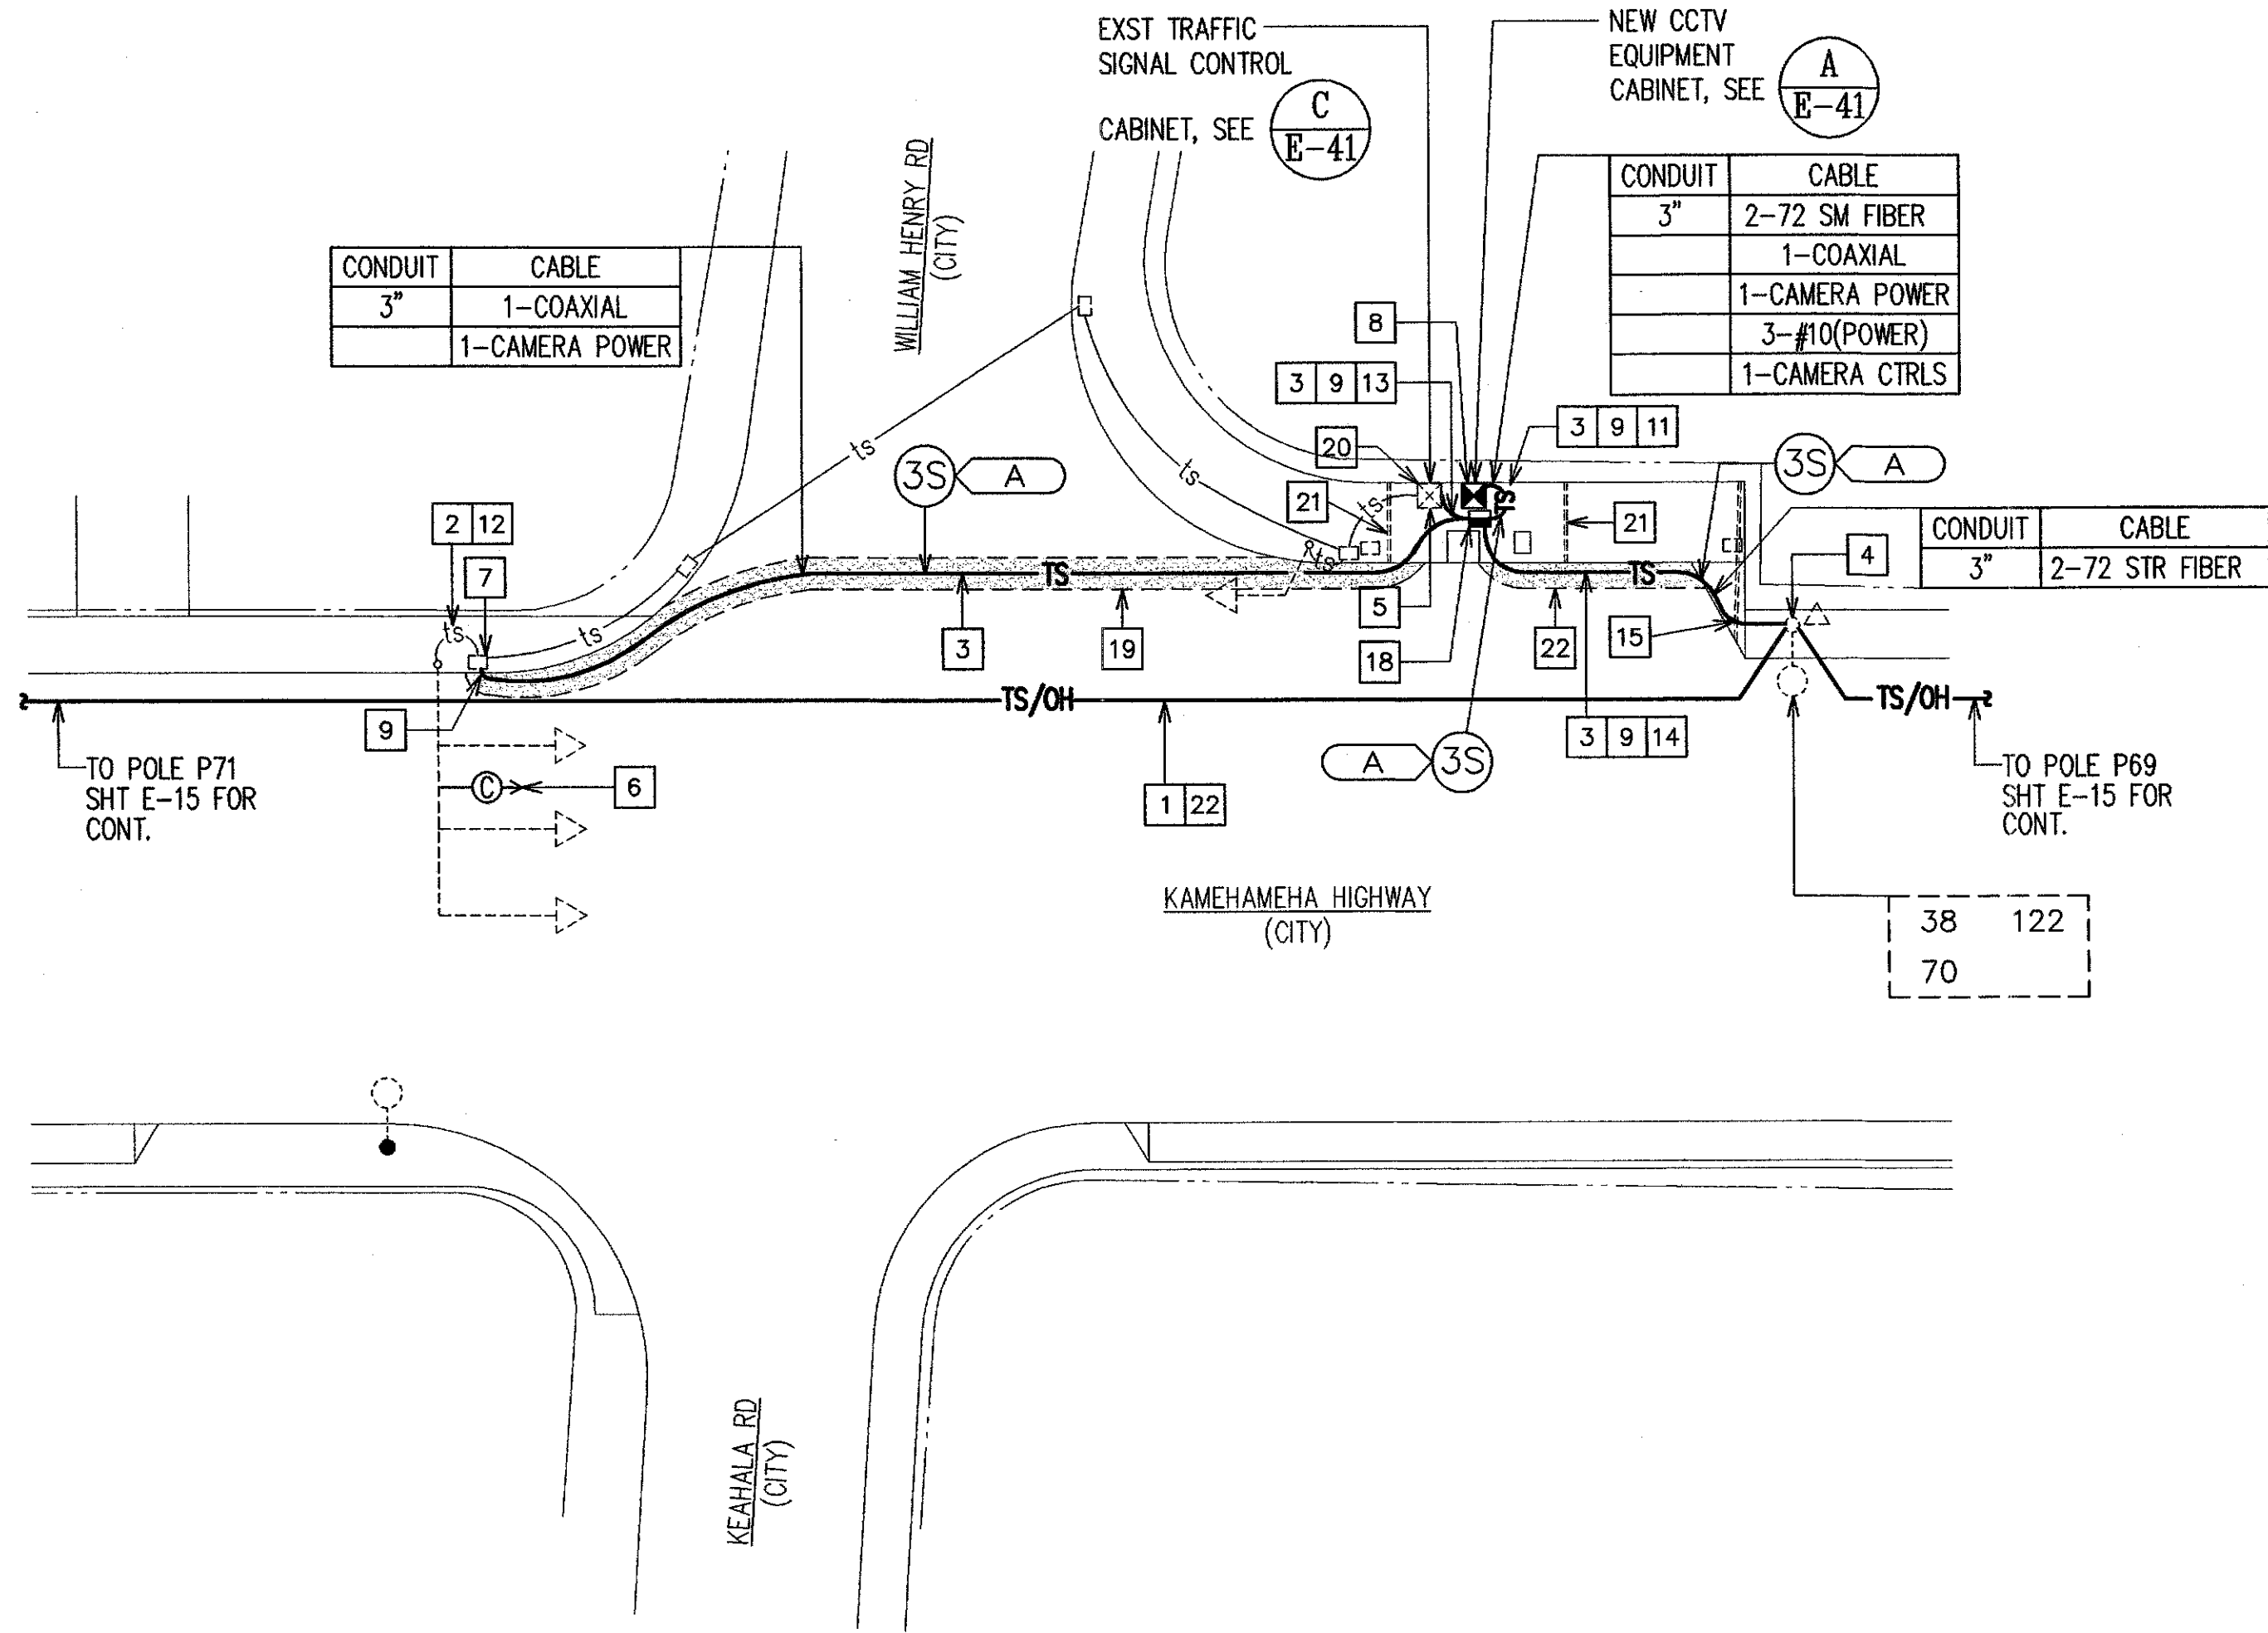 EXST TRAFFIC
SIGNAL CONTROL
CABINET, SEE
C
E-41
NEW CCTV
EQUIPMENT
CABINET, SEE
A
E-41
WILLIAM HENRY RD
(CITY)
CONDUIT CABLE
3" 1-COAXIAL
1-CAMERA POWER
CONDUIT CABLE
3" 2-72 SM FIBER
1-COAXIAL
1-CAMERA POWER
3-#10(POWER)
1-CAMERA CTRLS
8
3 9 13
3 9 11
20
ts
3S A
ts
21
ts
TS
21
3S A
CONDUIT CABLE
3" 2-72 STR FIBER
4
2 12
7
ts
ts
ts
TS
TS
5
3
19
18
22
15
9
TS/OH
TS/OH
3 9 14
A 3S
6
1 22
TO POLE P71
SHT E-15 FOR
CONT.
C
TO POLE P69
SHT E-15 FOR
CONT.
KAMEHAMEHA HIGHWAY
(CITY)
38 122
70
KEAHALA RD
(CITY)